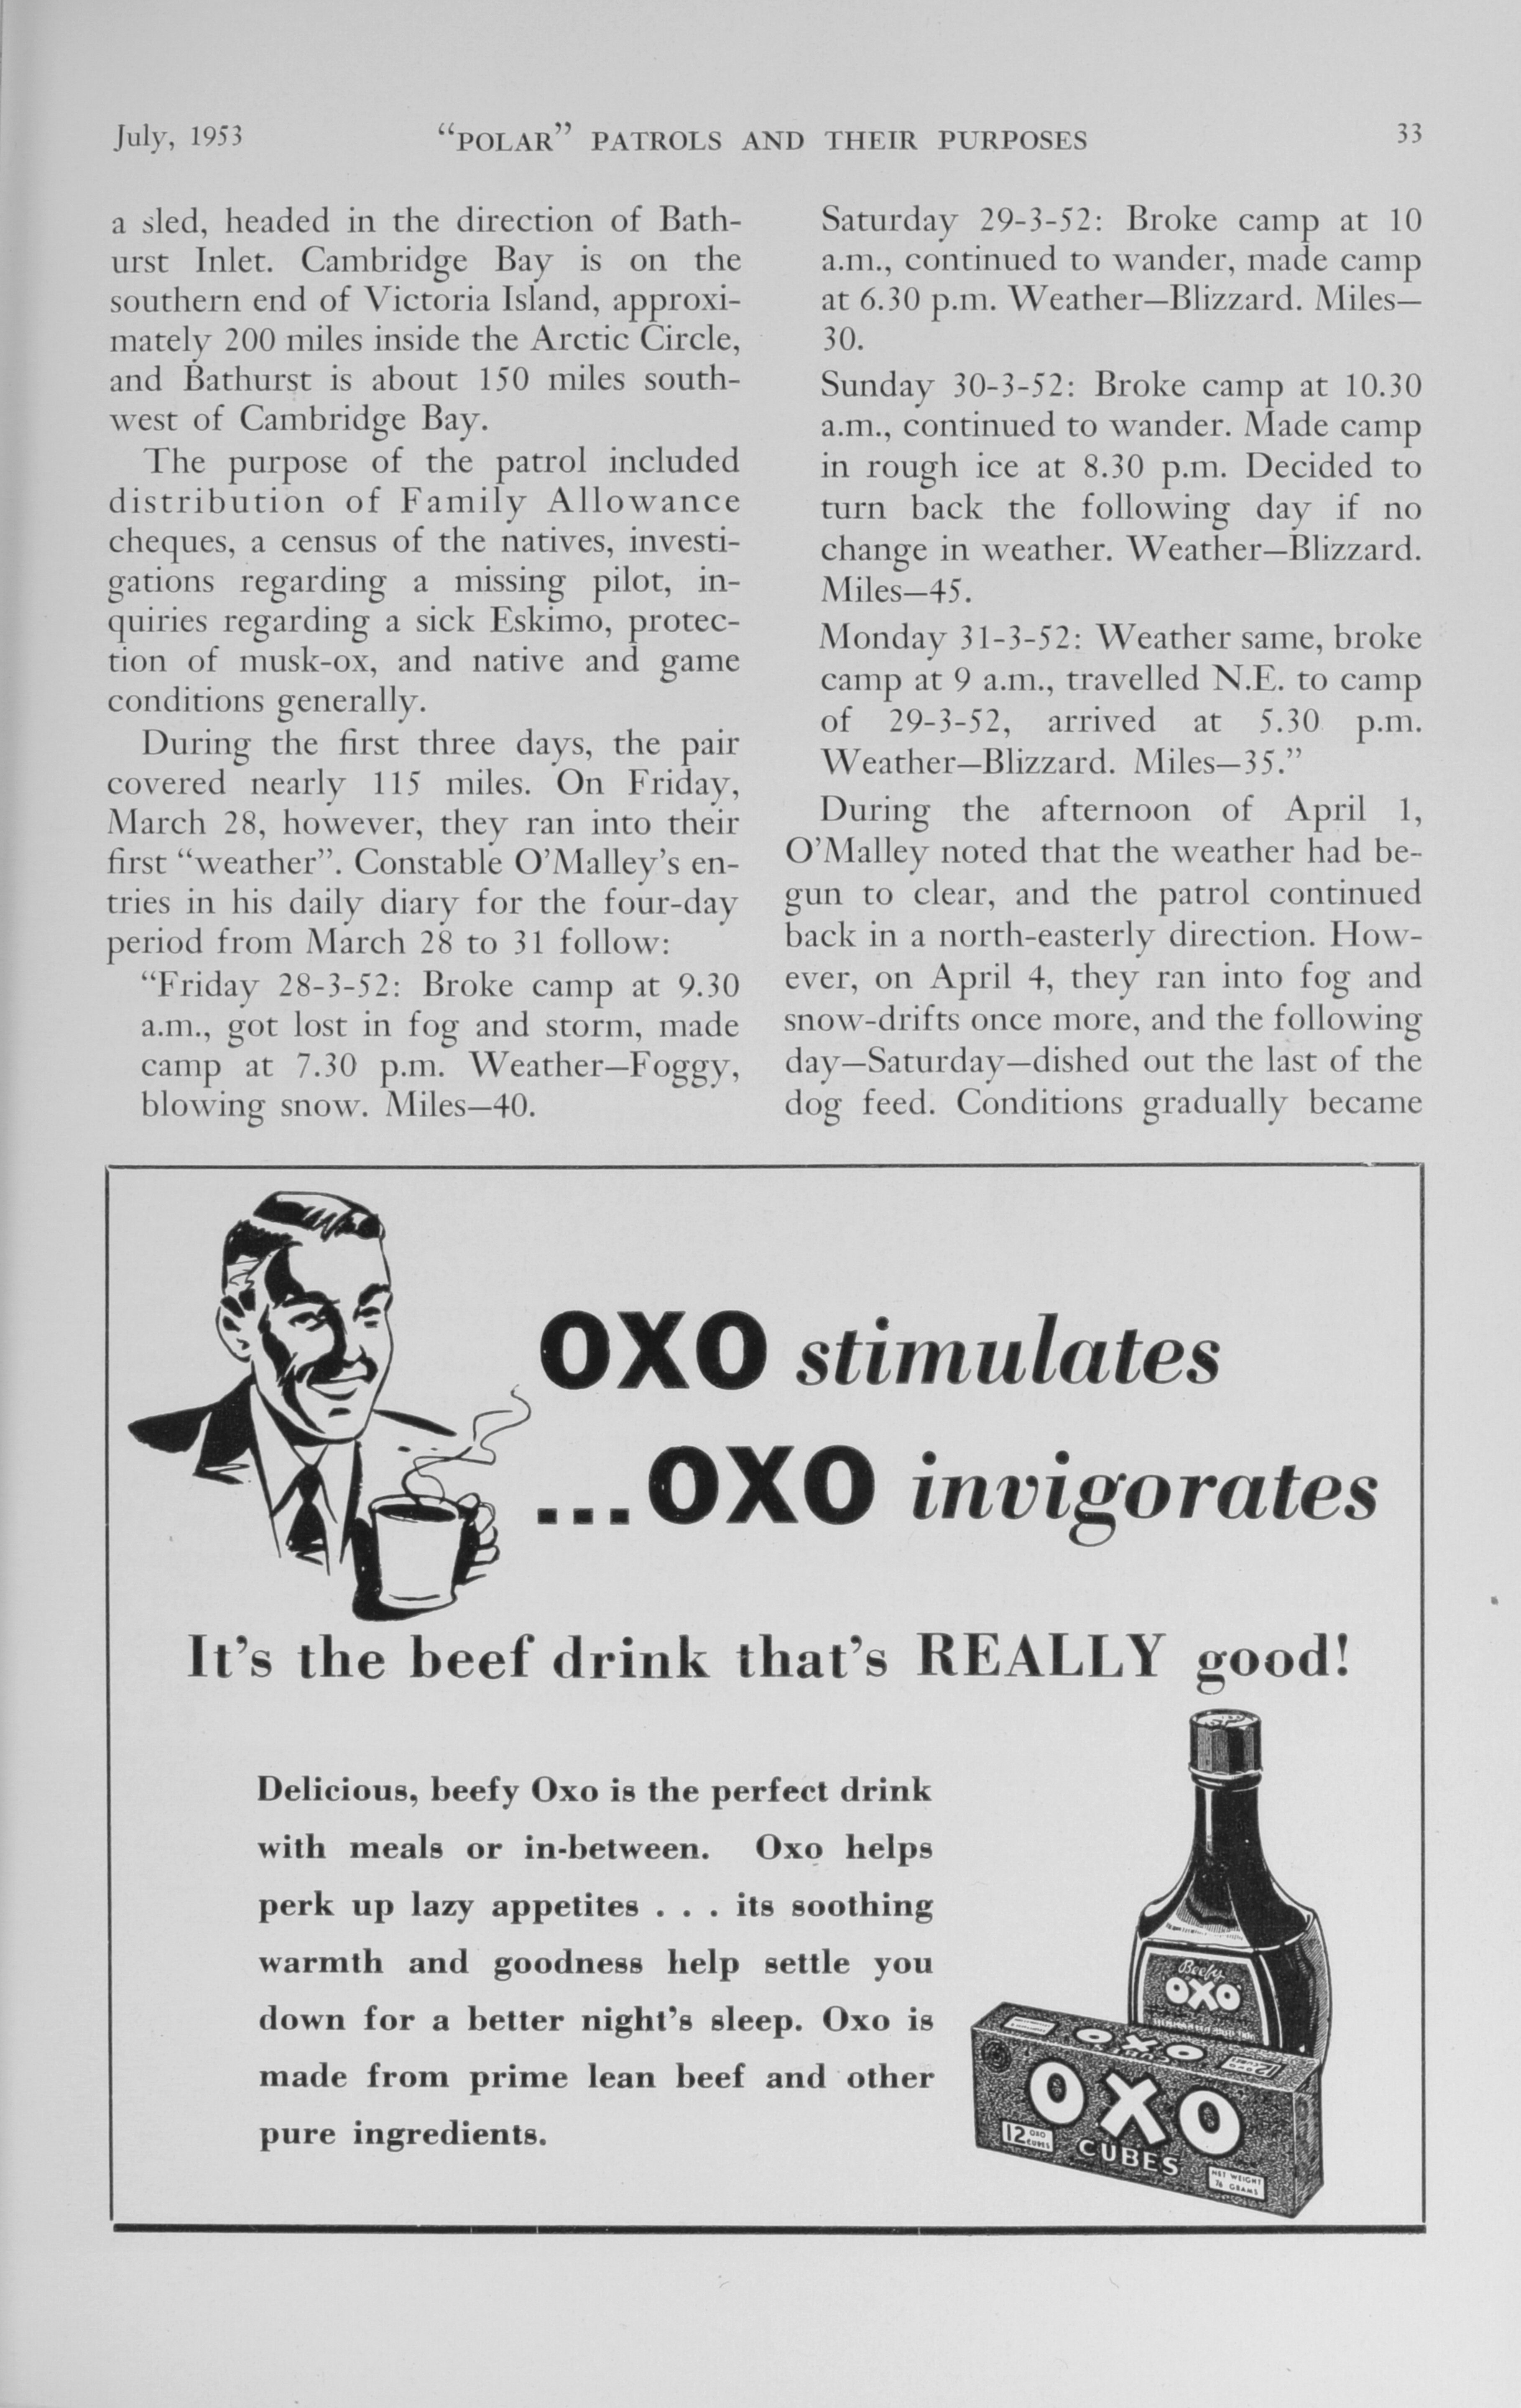 July, 1953 "POLAR" PATROLS AND THEIR PURPOSES 33
a sled, headed in the direction of Bath-
urst Inlet. Cambridge Bay is on the
southern end of Victoria Island, approxi-
mately 200 miles inside the Arctic Circle,
and Bathurst is about 150 miles south-
west of Cambridge Bay.
The purpose of the patrol included
distribution of Family Allowance
cheques, a census of the natives, investi-
gations regarding a missing pilot, in-
quiries regarding a sick Eskimo, protec-
tion of musk-ox, and native and game
conditions generally.
During the first three days, the pair
covered nearly 115 miles. On Friday,
March 28, however, they ran into their
first "weather". Constable O'Malley's en-
tries in his daily diary for the four-day
period from March 28 to 31 follow:
"Friday 28-3-52: Broke camp at 9.30
a.m., got lost in fog and storm, made
camp at 7.30 p.m. Weather—Foggy,
blowing snow. Miles—40.
Saturday 29-3-52: Broke camp at 10
a.m., continued to wander, made camp
at 6.30 p.m. Weather—Blizzard. Miles—
30.
Sunday 30-3-52: Broke camp at 10.30
a.m., continued to wander. Made camp
in rough ice at 8.30 p.m. Decided to
turn back the following day if no
change in weather. Weather—Blizzard.
Miles—45.
Monday 31-3-52: Weather same, broke
camp at 9 a.m., travelled N.E. to camp
of 29-3-52, arrived at 5.30 p.m.
Weather—Blizzard. Miles—35."
During the afternoon of April 1,
O'Malley noted that the weather had be-
gun to clear, and the patrol continued
back in a north-easterly direction. How-
ever, on April 4, they ran into fog and
snow-drifts once more, and the following
day—Saturday—dished out the last of the
dog feed. Conditions gradually became
OXO stimulates
...OXO invigorates
It's the beef drink that's REALLY good!
Delicious, beefy Oxo is the perfect drink
with meals or in-between. Oxo helps
perk up lazy appetites . . . its soothing
warmth and goodness help settle you
down for a better night's sleep. Oxo is
made from prime lean beef and other
pure ingredients.
Beefy
OXO
OXO
CUBES
OXO
12 OXO CUBES
CUBES
NET WEIGHT
GRAMS